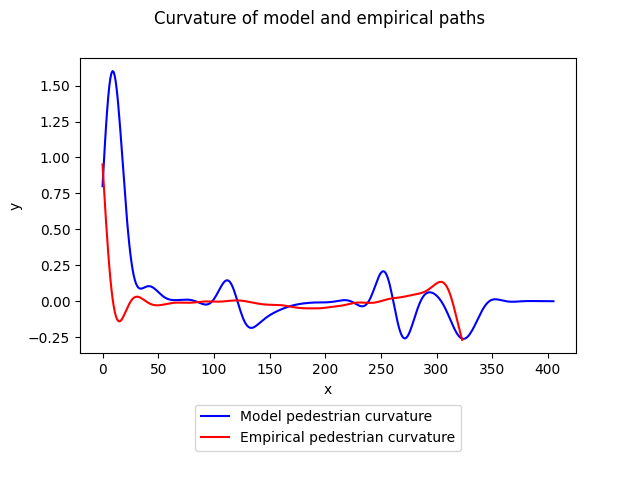 Curvature of model and empirical paths
1.50
1.25
1.00
0.75
0.50
0.25
0.00
−0.25
y
0 50 100 150 200 250 300 350 400
x
Model pedestrian curvature
Empirical pedestrian curvature